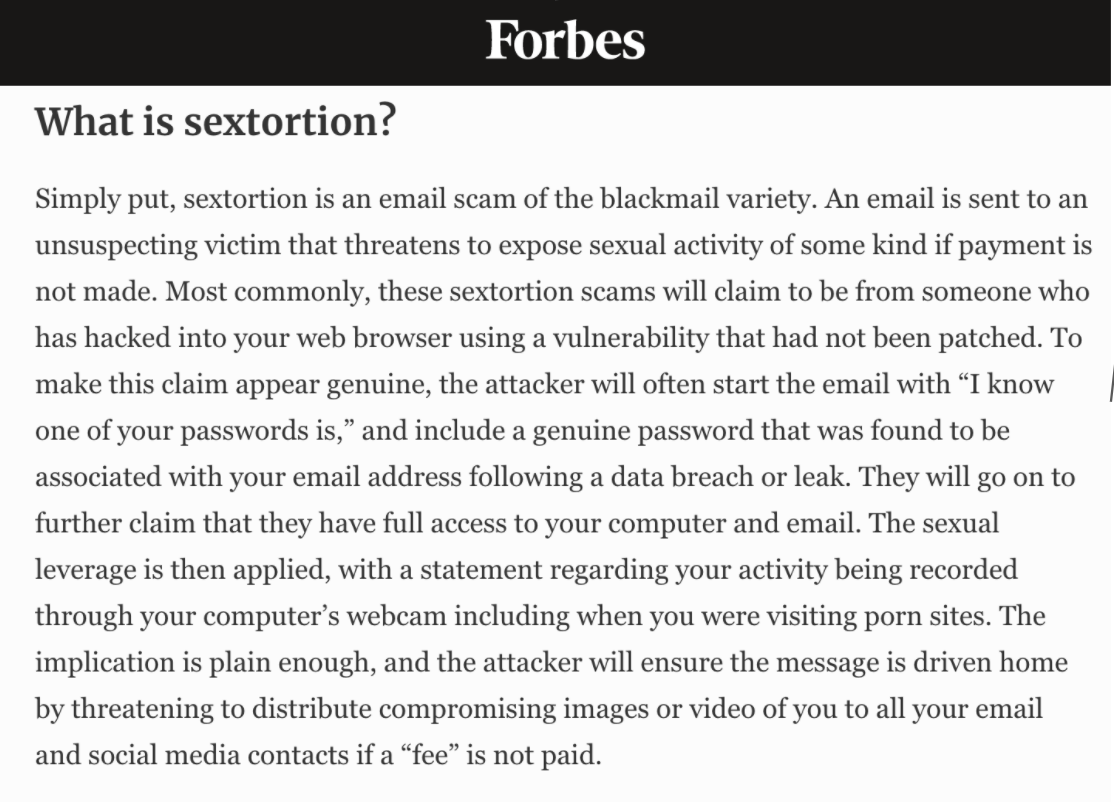 Forbes
What is sextortion?
Simply put, sextortion is an email scam of the blackmail variety. An email is sent to an
unsuspecting victim that threatens to expose sexual activity of some kind if payment is
not made. Most commonly, these sextortion scams will claim to be from someone who
has hacked into your web browser using a vulnerability that had not been patched. To
make this claim appear genuine, the attacker will often start the email with “I know
one of your passwords is,” and include a genuine password that was found to be
associated with your email address following a data breach or leak. They will go on to
further claim that they have full access to your computer and email. The sexual
leverage is then applied, with a statement regarding your activity being recorded
through your computer’s webcam including when you were visiting porn sites. The
implication is plain enough, and the attacker will ensure the message is driven home
by threatening to distribute compromising images or video of you to all your email
and social media contacts if a “fee” is not paid.